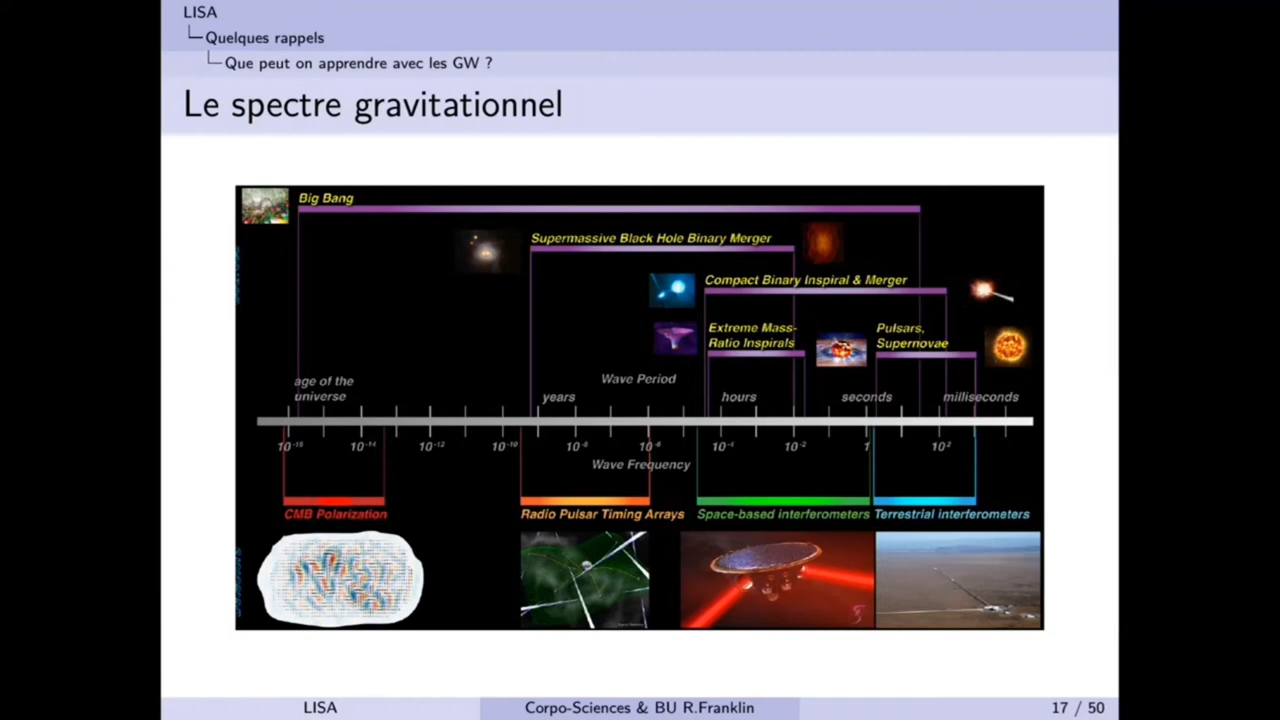 LISA
Quelques rappels
Que peut on apprendre avec les GW ?
Le spectre gravitationnel
Big Bang
Supermassive Black Hole Binary Merger
Compact Binary Inspiral & Merger
Extreme Mass-
Ratio Inspirals
Pulsars,
Supernovae
age of the
universe
Wave Period
years
hours
seconds
milliseconds
10⁻¹⁶ 10⁻¹⁴ 10⁻¹² 10⁻¹⁰ 10⁻⁸ 10⁻⁶ 10⁻⁴ 10⁻² 1 10²
Wave Frequency
CMB Polarization
Radio Pulsar Timing Arrays
Space-based interferometers
Terrestrial interferometers
LISA
Corpo-Sciences & BU R.Franklin
17 / 50